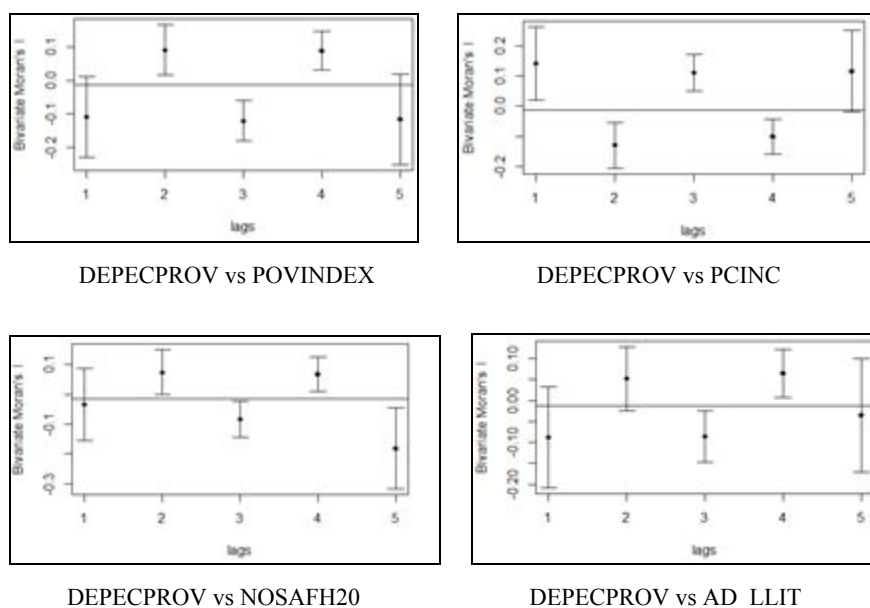 Bivariate Moran's I
0.1
0.0
-0.1
-0.2
1 2 3 4 5
lags
DEPECPROV vs POVINDEX
Bivariate Moran's I
0.2
0.1
0.0
-0.2
1 2 3 4 5
lags
DEPECPROV vs PCINC
Bivariate Moran's I
0.1
-0.1
-0.3
1 2 3 4 5
lags
DEPECPROV vs NOSAFH20
Bivariate Moran's I
0.10
0.00
-0.10
-0.20
1 2 3 4 5
lags
DEPECPROV vs AD_LLIT